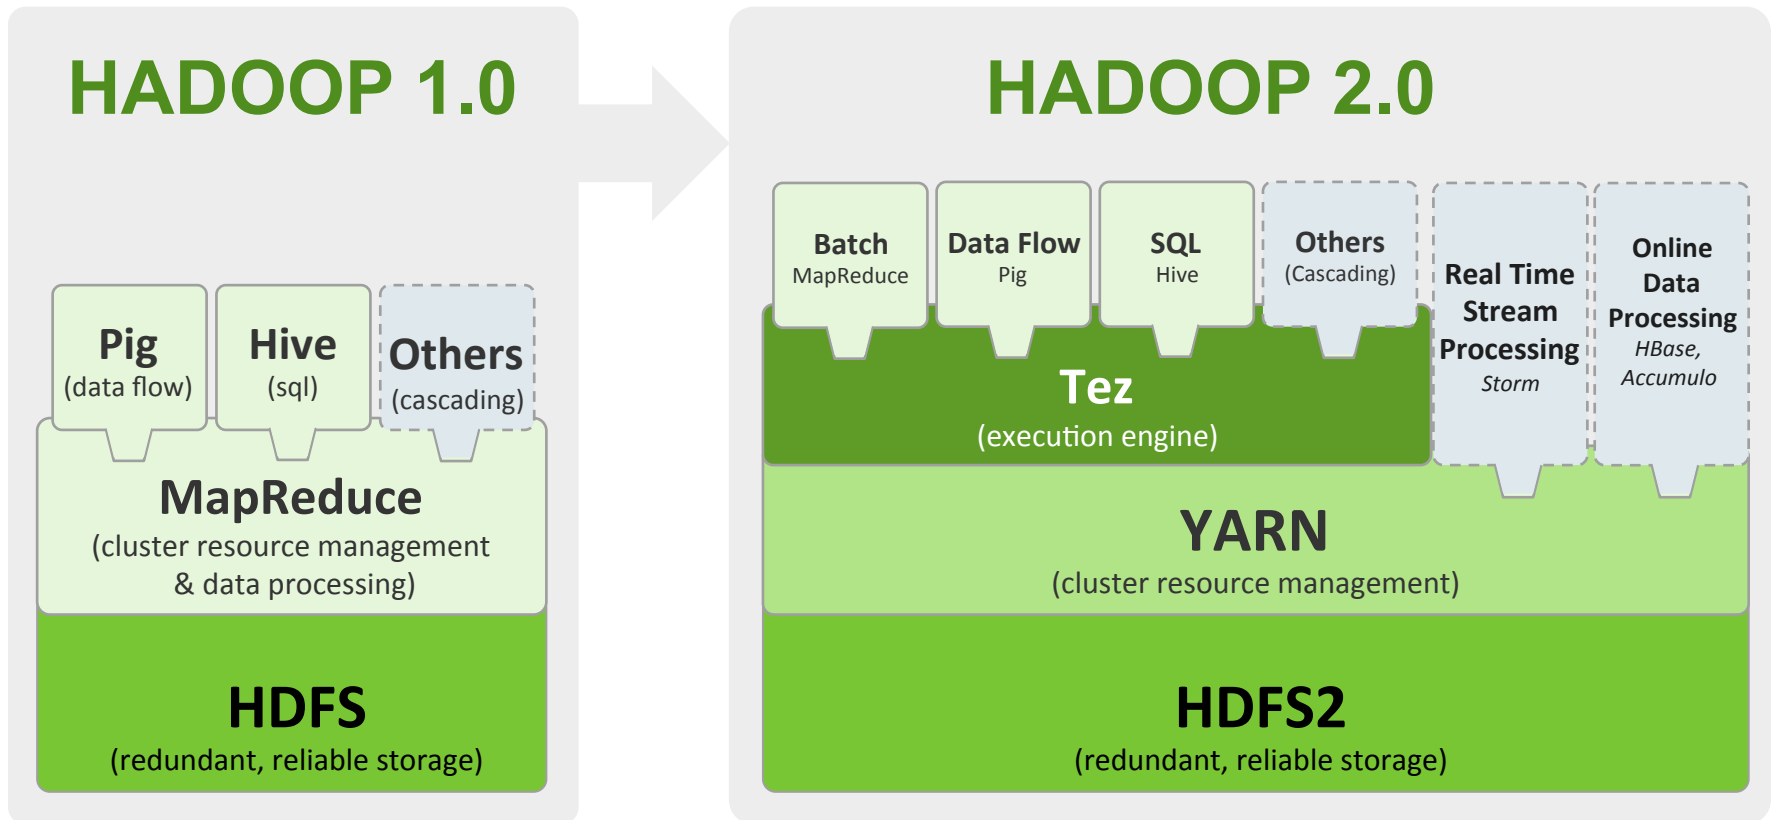 HADOOP 1.0
Pig
(data flow)
Hive
(sql)
Others
(cascading)
MapReduce
(cluster resource management
& data processing)
HDFS
(redundant, reliable storage)
HADOOP 2.0
Batch
MapReduce
Data Flow
Pig
SQL
Hive
Others
(Cascading)
Real Time
Stream
Processing
Storm
Online
Data
Processing
HBase,
Accumulo
Tez
(execution engine)
YARN
(cluster resource management)
HDFS2
(redundant, reliable storage)